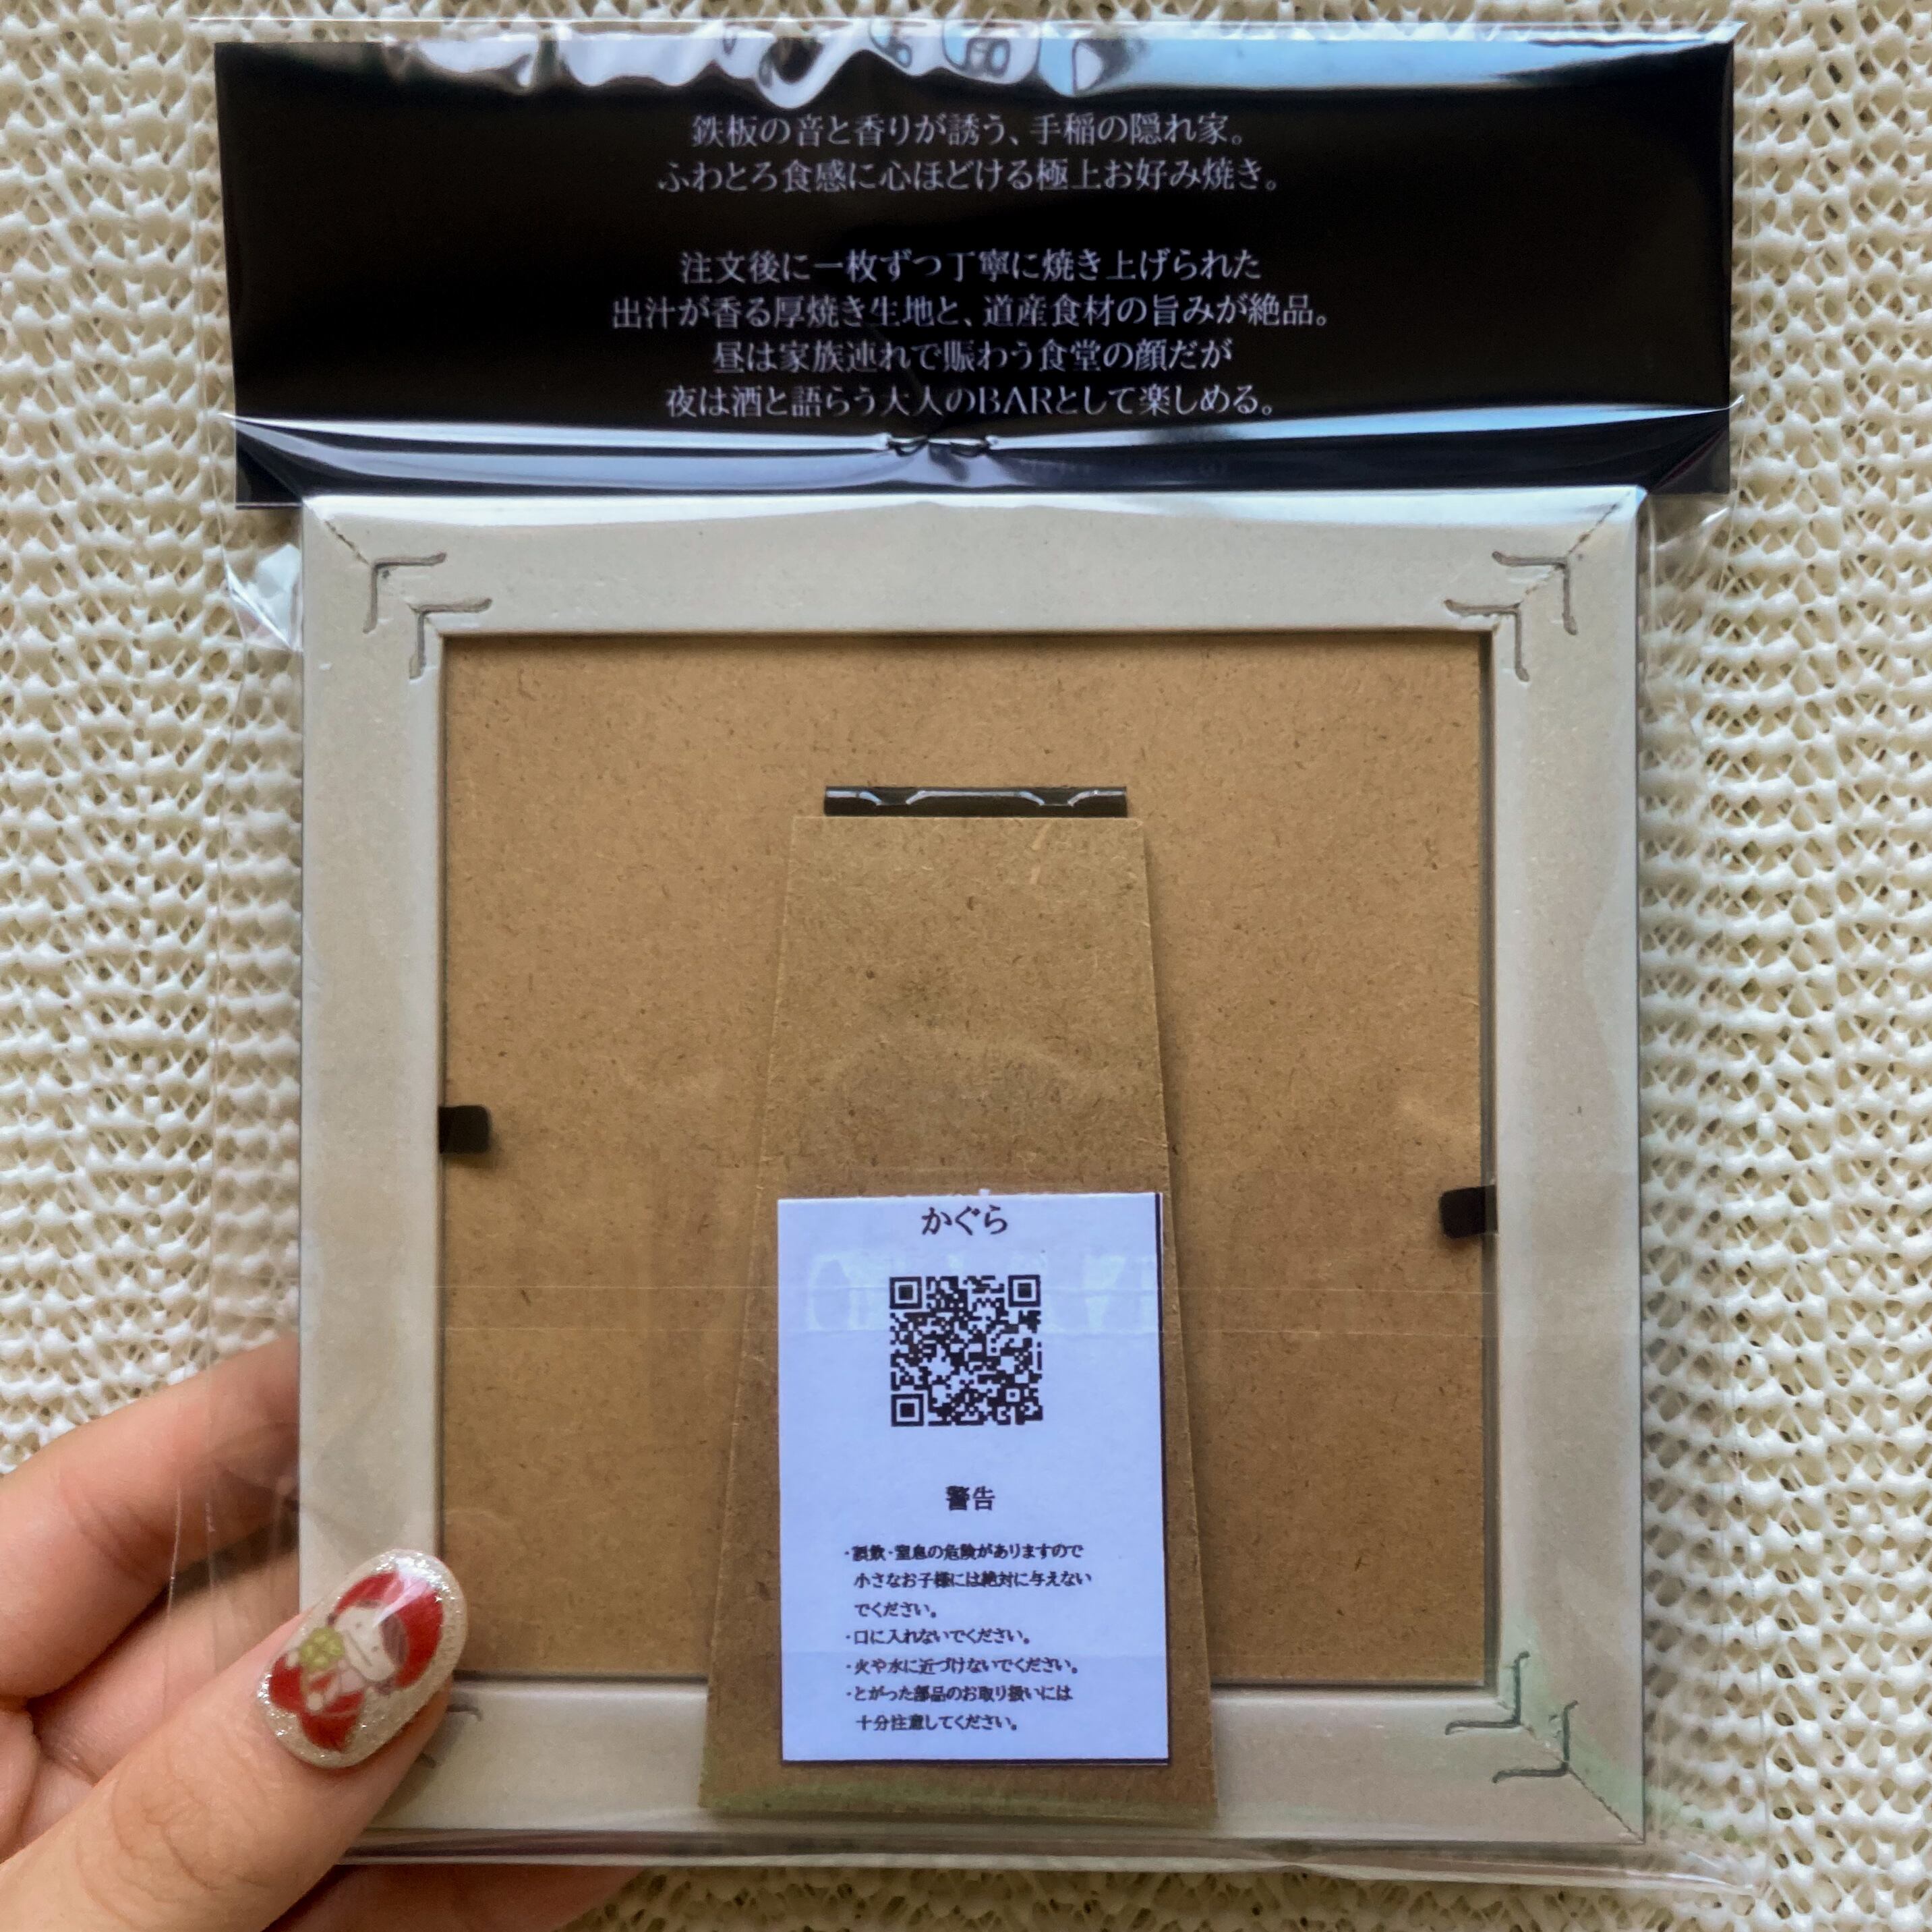 鉄板の音と香りが誘う、手稲の隠れ家。
ふわとろ食感に心ほどける極上お好み焼き。
注文後に一枚ずつ丁寧に焼き上げられた
出汁が香る厚焼き生地と、道産食材の旨みが絶品。
昼は家族連れで賑わう食堂の顔だが
夜は酒と語らう大人のBARとして楽しめる。
かぐら
警告
・誤飲・窒息の危険がありますので
小さなお子様には絶対に与えない
でください。
・口に入れないでください。
・火や水に近づけないでください。
・とがった部品のお取り扱いには
十分注意してください。